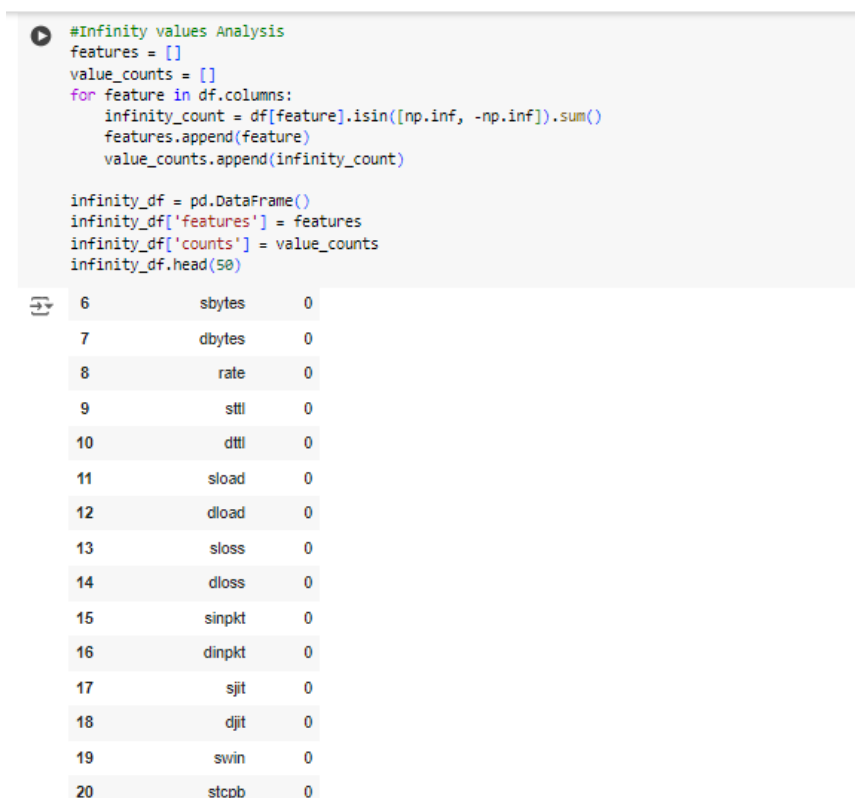 #Infinity values Analysis
features = []
value_counts = []
for feature in df.columns:
    infinity_count = df[feature].isin([np.inf, -np.inf]).sum()
    features.append(feature)
    value_counts.append(infinity_count)

infinity_df = pd.DataFrame()
infinity_df['features'] = features
infinity_df['counts'] = value_counts
infinity_df.head(50)
6 sbytes 0
7 dbytes 0
8 rate 0
9 sttl 0
10 dttl 0
11 sload 0
12 dload 0
13 sloss 0
14 dloss 0
15 sinpkt 0
16 dinpkt 0
17 sjit 0
18 djit 0
19 swin 0
20 stcpb 0